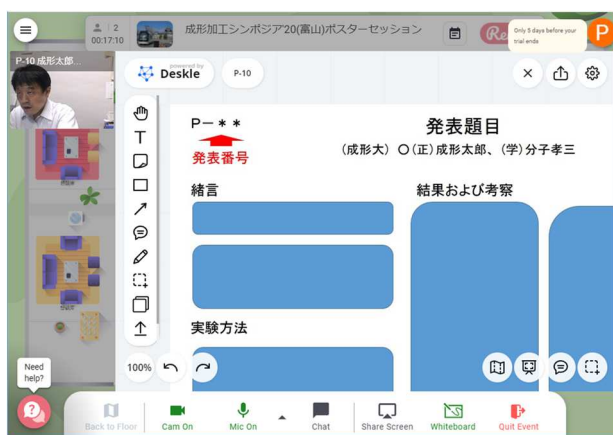 2
00:17:10
成形加工シンポジア'20(富山)ポスターセッション
Re
Only 5 days before your
trial ends
P
P-10 成形太郎...
powered by
Deskle
P-10
P－＊＊
発表番号
発表題目
(成形大) 〇(正)成形太郎、(学)分子孝三
緒言
結果および考察
実験方法
100%
Need
help?
Back to Floor
Cam On
Mic On
Chat
Share Screen
Whiteboard
Quit Event